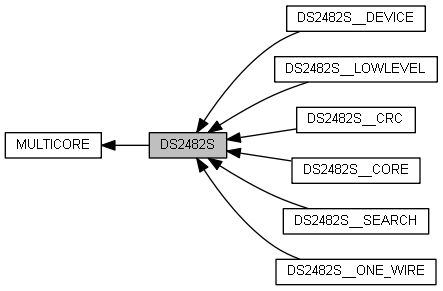 DS2482S__DEVICE
DS2482S__LOWLEVEL
DS2482S__CRC
MULTICORE
DS2482S
DS2482S__CORE
DS2482S__SEARCH
DS2482S__ONE_WIRE